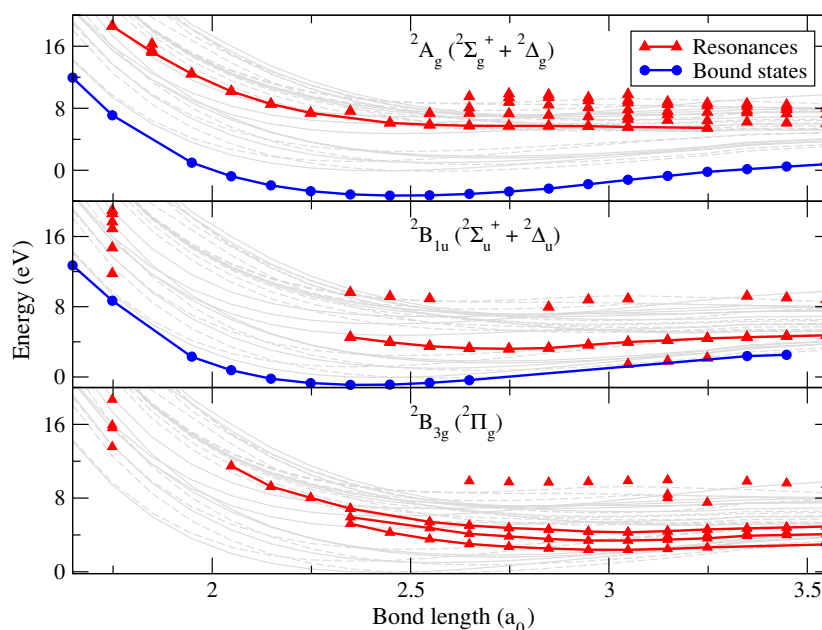 ²A_g (²Σ_g⁺ + ²Δ_g)
Resonances
Bound states
16
8
0
²B_1u (²Σ_u⁺ + ²Δ_u)
16
8
0
Energy (eV)
²B_3g (²Π_g)
16
8
0
2
2.5
3
3.5
Bond length (a_0)